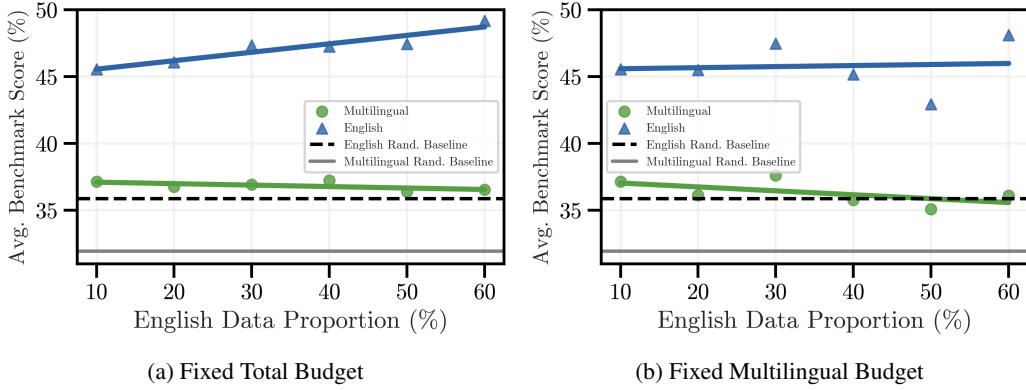 50
45
40
35
Avg. Benchmark Score (%)
Multilingual
English
English Rand. Baseline
Multilingual Rand. Baseline
10 20 30 40 50 60
English Data Proportion (%)
(a) Fixed Total Budget
50
45
40
35
Avg. Benchmark Score (%)
Multilingual
English
English Rand. Baseline
Multilingual Rand. Baseline
10 20 30 40 50 60
English Data Proportion (%)
(b) Fixed Multilingual Budget